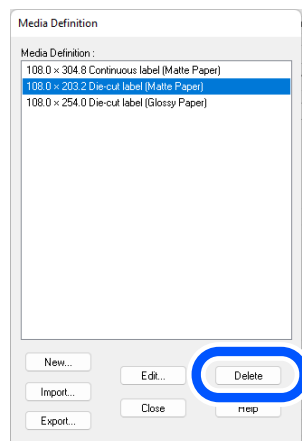 Media Definition
Media Definition :
108.0 × 304.8 Continuous label (Matte Paper)
108.0 × 203.2 Die-cut label (Matte Paper)
108.0 × 254.0 Die-cut label (Glossy Paper)
New...
Edit...
Delete
Import...
Close
Help
Export...